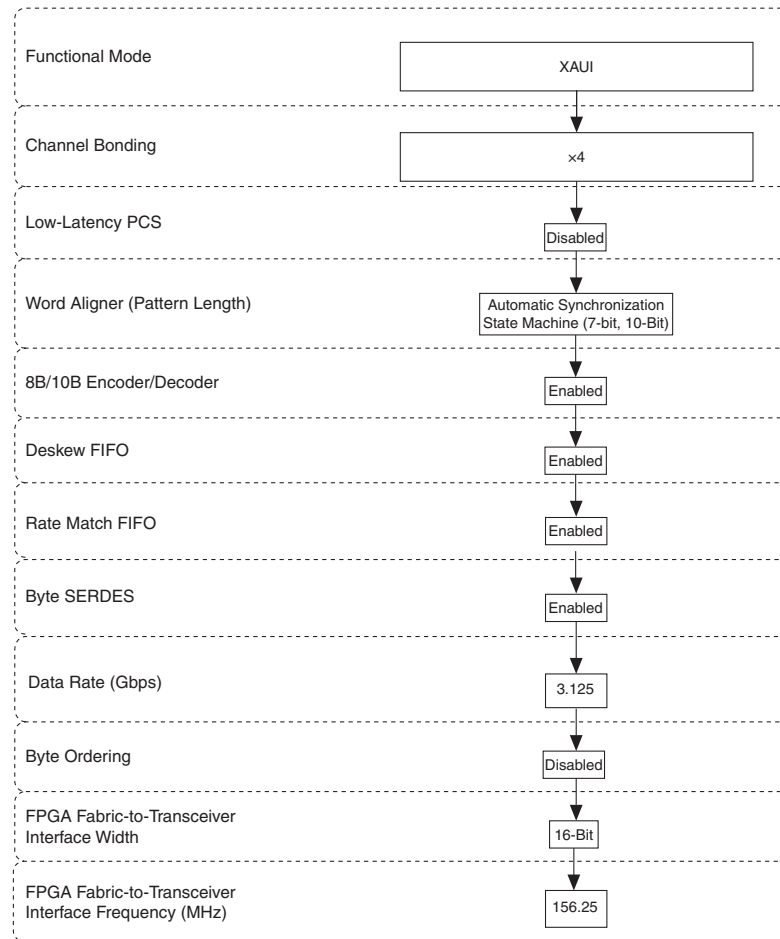 Functional Mode
XAUI
Channel Bonding
×4
Low-Latency PCS
Disabled
Word Aligner (Pattern Length)
Automatic Synchronization
State Machine (7-bit, 10-Bit)
8B/10B Encoder/Decoder
Enabled
Deskew FIFO
Enabled
Rate Match FIFO
Enabled
Byte SERDES
Enabled
Data Rate (Gbps)
3.125
Byte Ordering
Disabled
FPGA Fabric-to-Transceiver
Interface Width
16-Bit
FPGA Fabric-to-Transceiver
Interface Frequency (MHz)
156.25